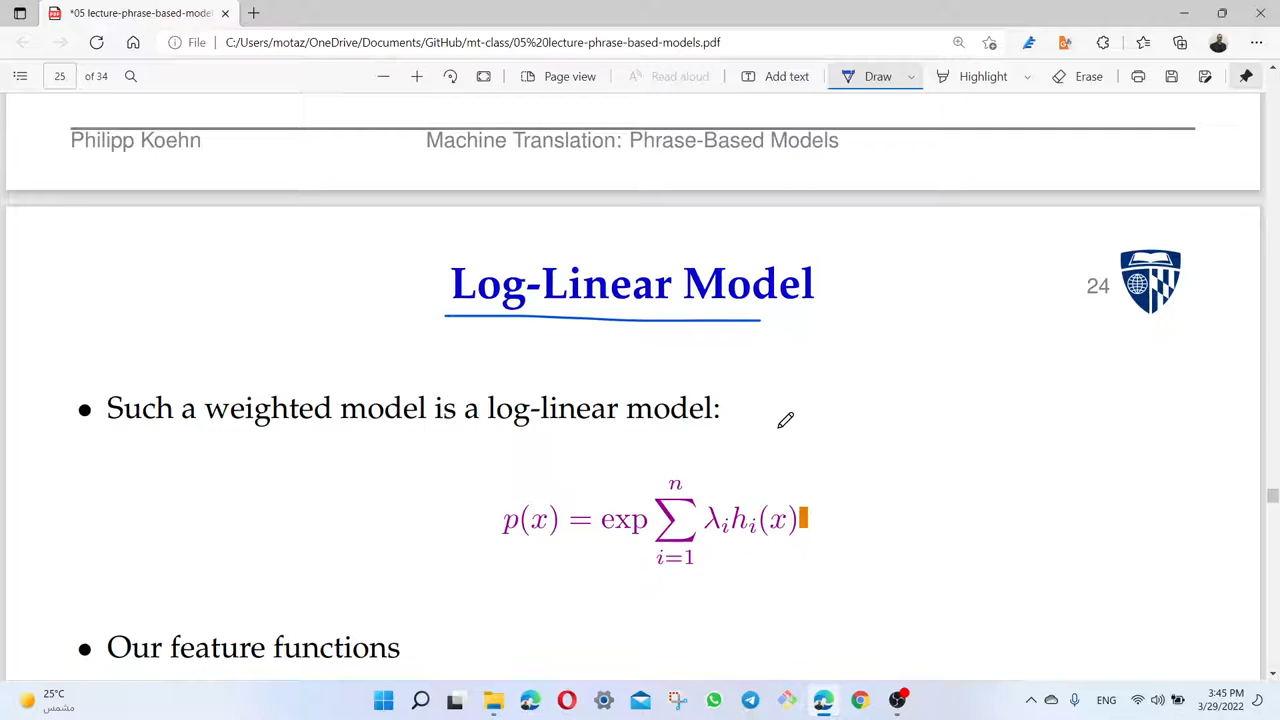 *05 lecture-phrase-based-model
File C:/Users/motaz/OneDrive/Documents/GitHub/mt-class/05%20lecture-phrase-based-models.pdf
25 of 34 Page view Read aloud Add text Draw Highlight Erase
Philipp Koehn Machine Translation: Phrase-Based Models
Log-Linear Model
24
• Such a weighted model is a log-linear model:
p(x) = exp ∑_{i=1}^{n} λ_i h_i(x)
• Our feature functions
25°C
مشمس
ENG
3:45 PM
3/29/2022